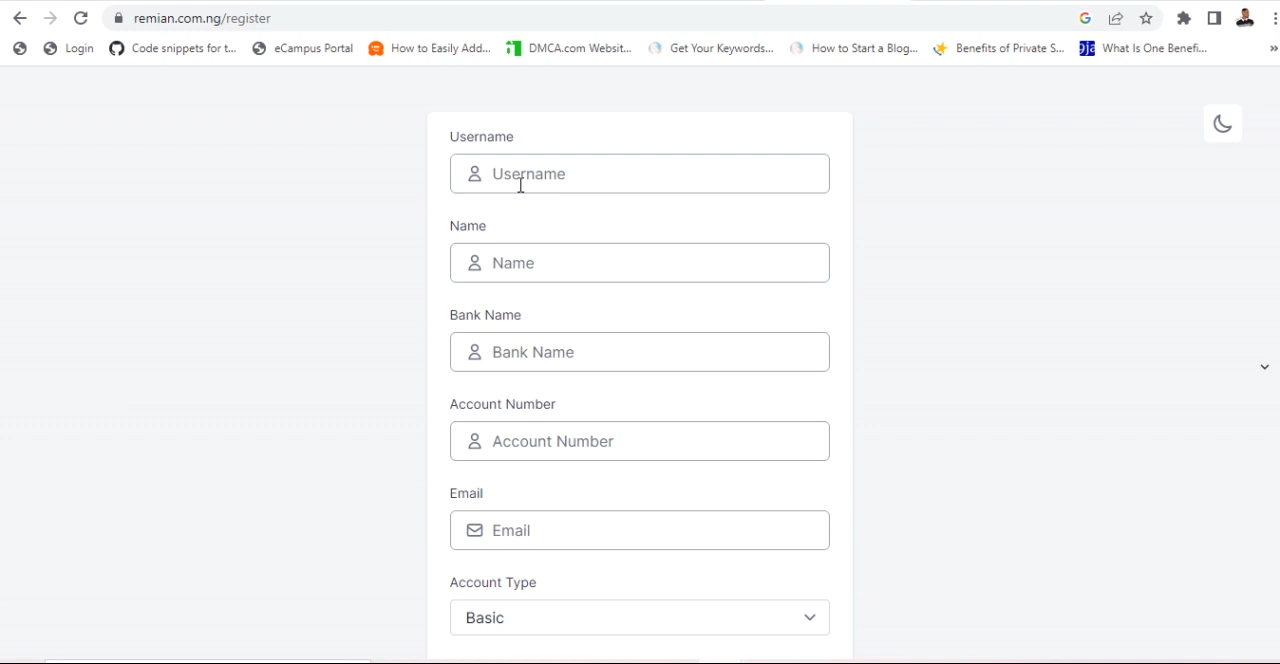 remian.com.ng/register
Login Code snippets for t... eCampus Portal How to Easily Add... DMCA.com Websit... Get Your Keywords... How to Start a Blog... Benefits of Private S... What Is One Benefi... »
Username
Username
Name
Name
Bank Name
Bank Name
Account Number
Account Number
Email
Email
Account Type
Basic